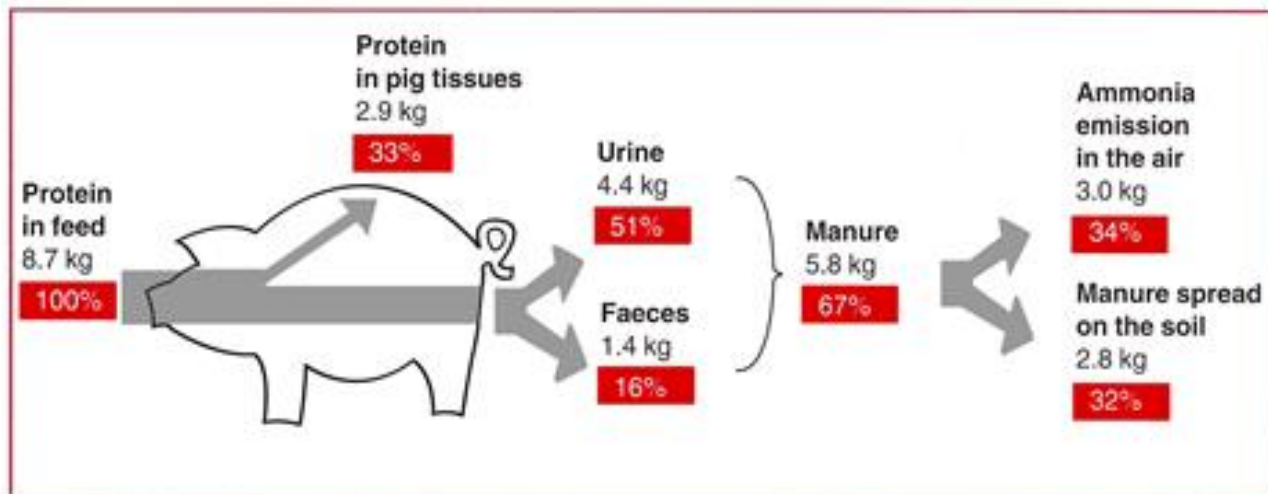 Protein
in feed
8.7 kg
100%
Protein
in pig tissues
2.9 kg
33%
Urine
4.4 kg
51%
Faeces
1.4 kg
16%
Manure
5.8 kg
67%
Ammonia
emission
in the air
3.0 kg
34%
Manure spread
on the soil
2.8 kg
32%